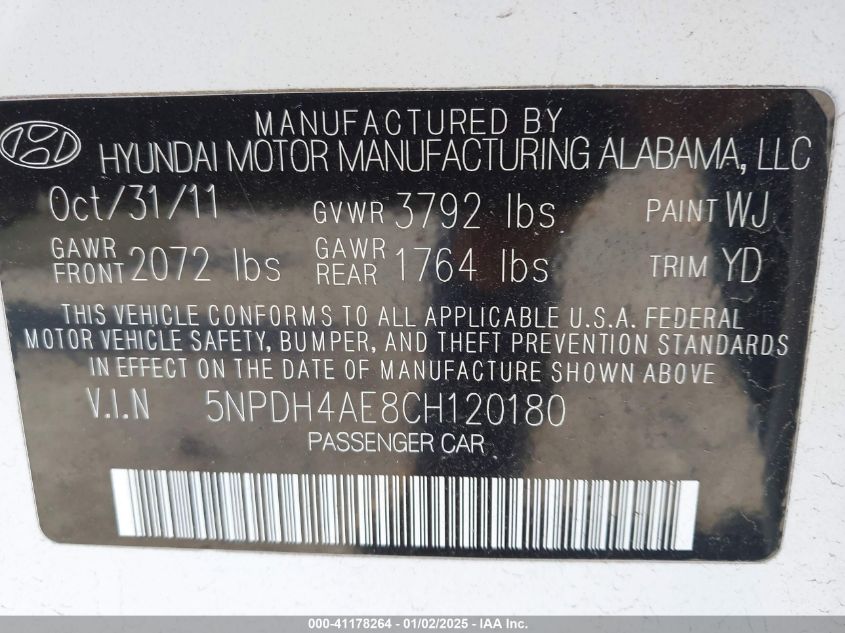 MANUFACTURED BY
HYUNDAI MOTOR MANUFACTURING ALABAMA, LLC
Oct/31/11 GVWR 3792 lbs PAINT WJ
GAWR FRONT 2072 lbs GAWR REAR 1764 lbs TRIM YD
THIS VEHICLE CONFORMS TO ALL APPLICABLE U.S.A. FEDERAL
MOTOR VEHICLE SAFETY, BUMPER, AND THEFT PREVENTION STANDARDS
IN EFFECT ON THE DATE OF MANUFACTURE SHOWN ABOVE
V.I.N 5NPDH4AE8CH120180
PASSENGER CAR
000-41178264 - 01/02/2025 - IAA Inc.